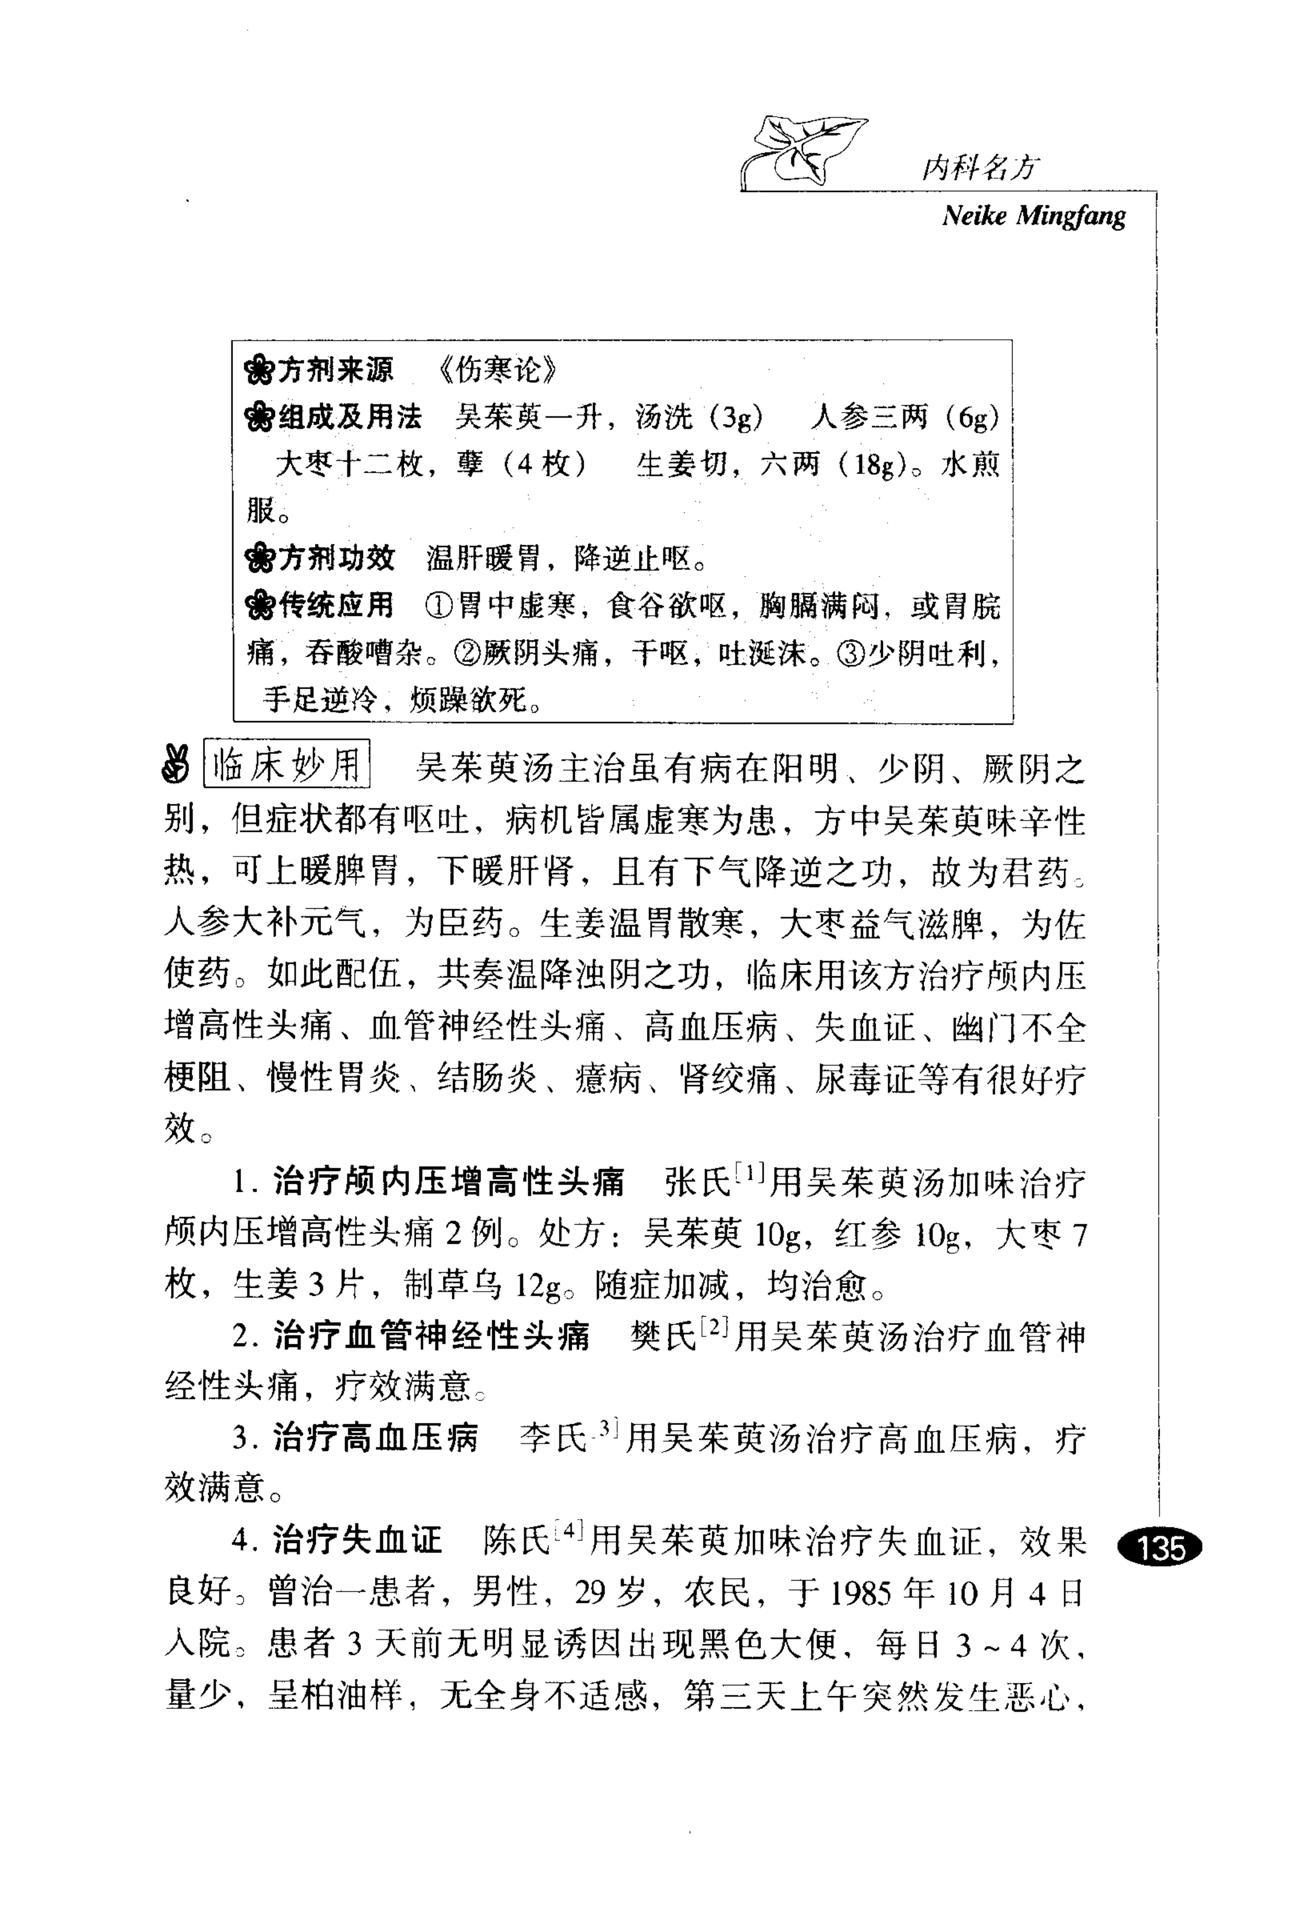 内科名方
Neike Mingfang
方剂来源 《伤寒论》
组成及用法 吴茱萸一升，汤洗（3g） 人参三两（6g）
大枣十二枚，孽（4枚） 生姜切，六两（18g）。水煎
服。
方剂功效 温肝暖胃，降逆止呕。
传统应用 ①胃中虚寒，食谷欲呕，胸膈满闷，或胃脘
痛，吞酸嘈杂。②厥阴头痛，干呕，吐涎沫。③少阴吐利，
手足逆冷，烦躁欲死。
临床妙用 吴茱萸汤主治虽有病在阳明、少阴、厥阴之
别，但症状都有呕吐，病机皆属虚寒为患，方中吴茱萸味辛性
热，可上暖脾胃，下暖肝肾，且有下气降逆之功，故为君药。
人参大补元气，为臣药。生姜温胃散寒，大枣益气滋脾，为佐
使药。如此配伍，共奏温降浊阴之功，临床用该方治疗颅内压
增高性头痛、血管神经性头痛、高血压病、失血证、幽门不全
梗阻、慢性胃炎、结肠炎、癔病、肾绞痛、尿毒证等有很好疗
效。
1. 治疗颅内压增高性头痛 张氏[1]用吴茱萸汤加味治疗
颅内压增高性头痛2例。处方：吴茱萸10g，红参10g，大枣7
枚，生姜3片，制草乌12g。随症加减，均治愈。
2. 治疗血管神经性头痛 樊氏[2]用吴茱萸汤治疗血管神
经性头痛，疗效满意。
3. 治疗高血压病 李氏[3]用吴茱萸汤治疗高血压病，疗
效满意。
4. 治疗失血证 陈氏[4]用吴茱萸加味治疗失血证，效果
良好。曾治一患者，男性，29岁，农民，于1985年10月4日
入院。患者3天前无明显诱因出现黑色大便，每日3~4次，
量少，呈柏油样，无全身不适感，第三天上午突然发生恶心，
135